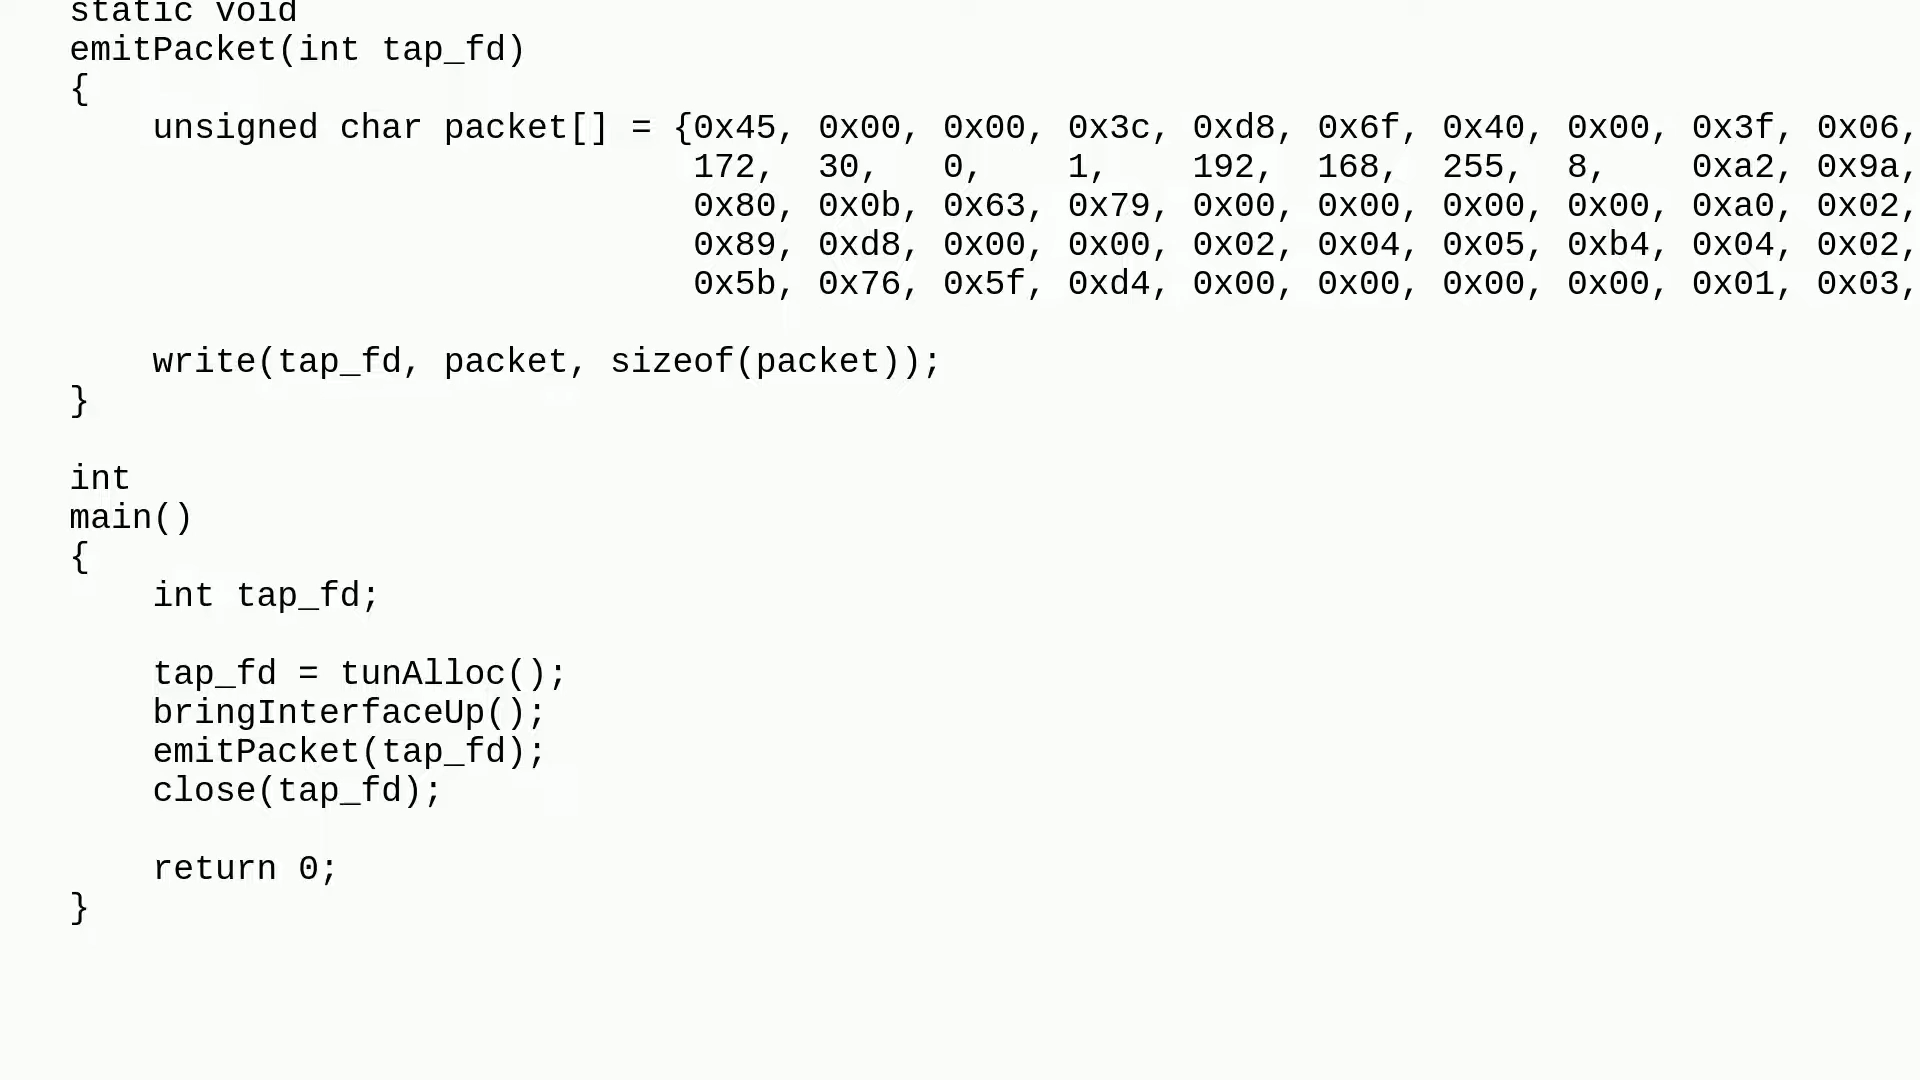 static void
emitPacket(int tap_fd)
{
    unsigned char packet[] = {0x45, 0x00, 0x00, 0x3c, 0xd8, 0x6f, 0x40, 0x00, 0x3f, 0x06,
                              172,  30,   0,    1,    192,  168,  255,  8,    0xa2, 0x9a,
                              0x80, 0x0b, 0x63, 0x79, 0x00, 0x00, 0x00, 0x00, 0xa0, 0x02,
                              0x89, 0xd8, 0x00, 0x00, 0x02, 0x04, 0x05, 0xb4, 0x04, 0x02,
                              0x5b, 0x76, 0x5f, 0xd4, 0x00, 0x00, 0x00, 0x00, 0x01, 0x03,

    write(tap_fd, packet, sizeof(packet));
}

int
main()
{
    int tap_fd;

    tap_fd = tunAlloc();
    bringInterfaceUp();
    emitPacket(tap_fd);
    close(tap_fd);

    return 0;
}